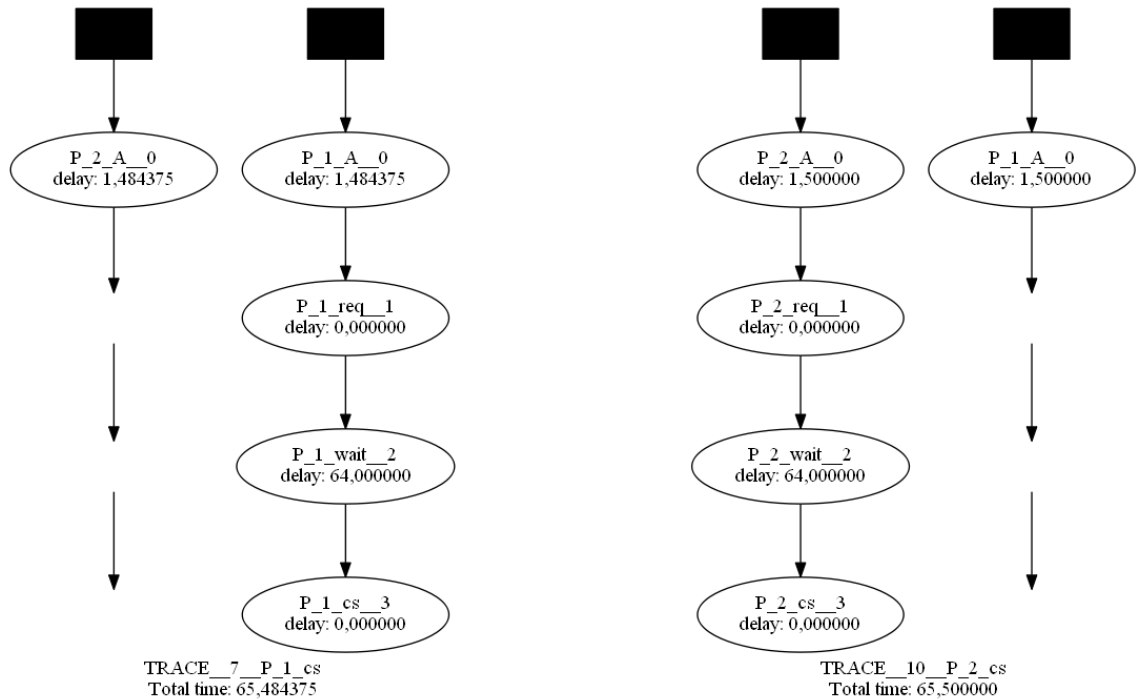 P_2_A__0
delay: 1,484375
P_1_A__0
delay: 1,484375
P_1_req__1
delay: 0,000000
P_1_wait__2
delay: 64,000000
P_1_cs__3
delay: 0,000000
TRACE__7__P_1_cs
Total time: 65,484375
P_2_A__0
delay: 1,500000
P_1_A__0
delay: 1,500000
P_2_req__1
delay: 0,000000
P_2_wait__2
delay: 64,000000
P_2_cs__3
delay: 0,000000
TRACE__10__P_2_cs
Total time: 65,500000